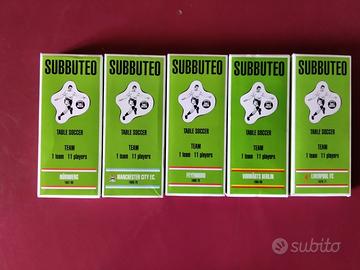 SUBBUTEO
TABLE SOCCER
TEAM
1 team 11 players
NÜRNBERG
SUBBUTEO
TABLE SOCCER
TEAM
1 team 11 players
MANCHESTER CITY F.C.
SUBBUTEO
TABLE SOCCER
TEAM
1 team 11 players
FEYENOORD
SUBBUTEO
TABLE SOCCER
TEAM
1 team 11 players
VORWÄRTS BERLIN
SUBBUTEO
TABLE SOCCER
TEAM
1 team 11 players
LIVERPOOL FC
subito